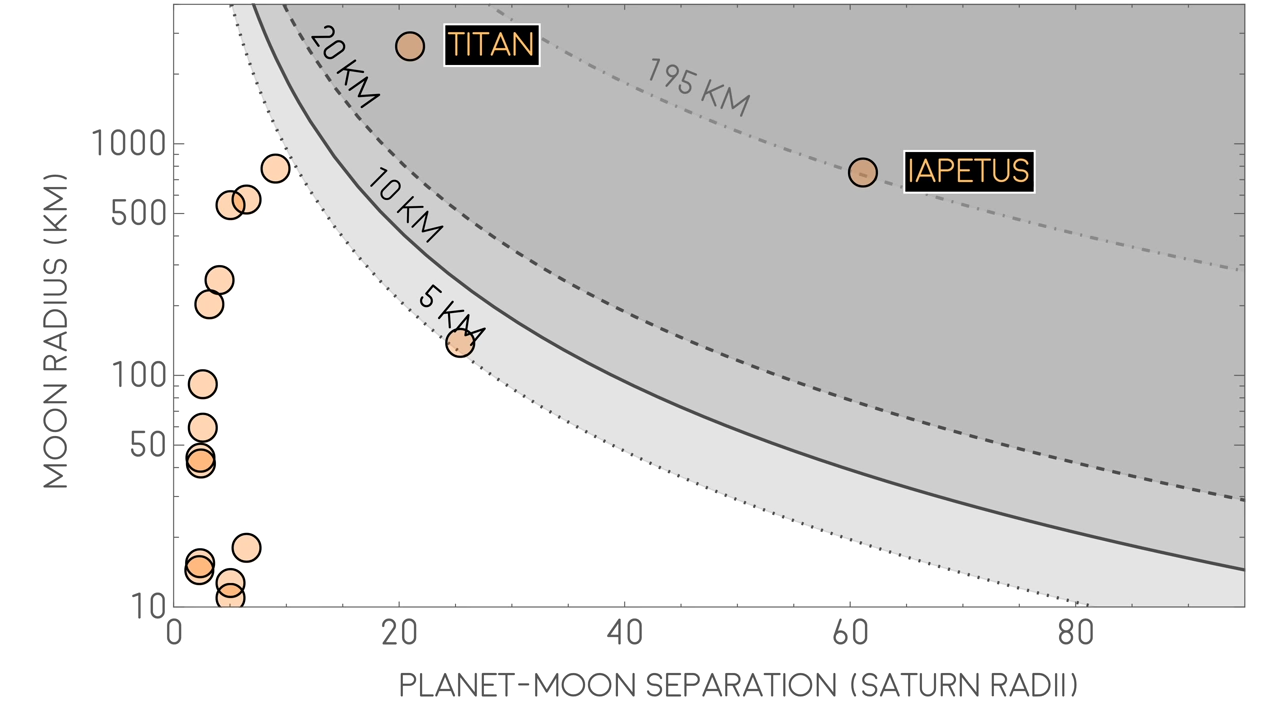 20 KM
TITAN
195 KM
1000
IAPETUS
10 KM
500
MOON RADIUS (KM)
5 KM
100
50
10
0 20 40 60 80
PLANET-MOON SEPARATION (SATURN RADII)